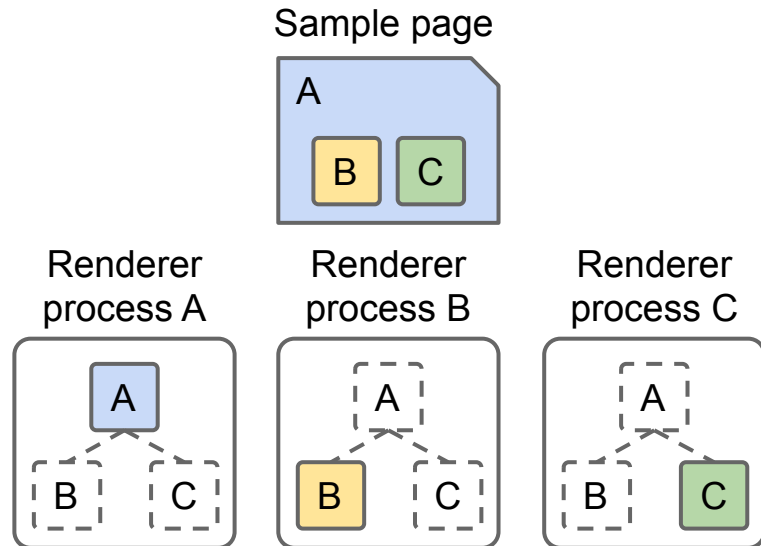 Sample page
A
B C
Renderer process A
Renderer process B
Renderer process C
A
B C
A
B C
A
B C